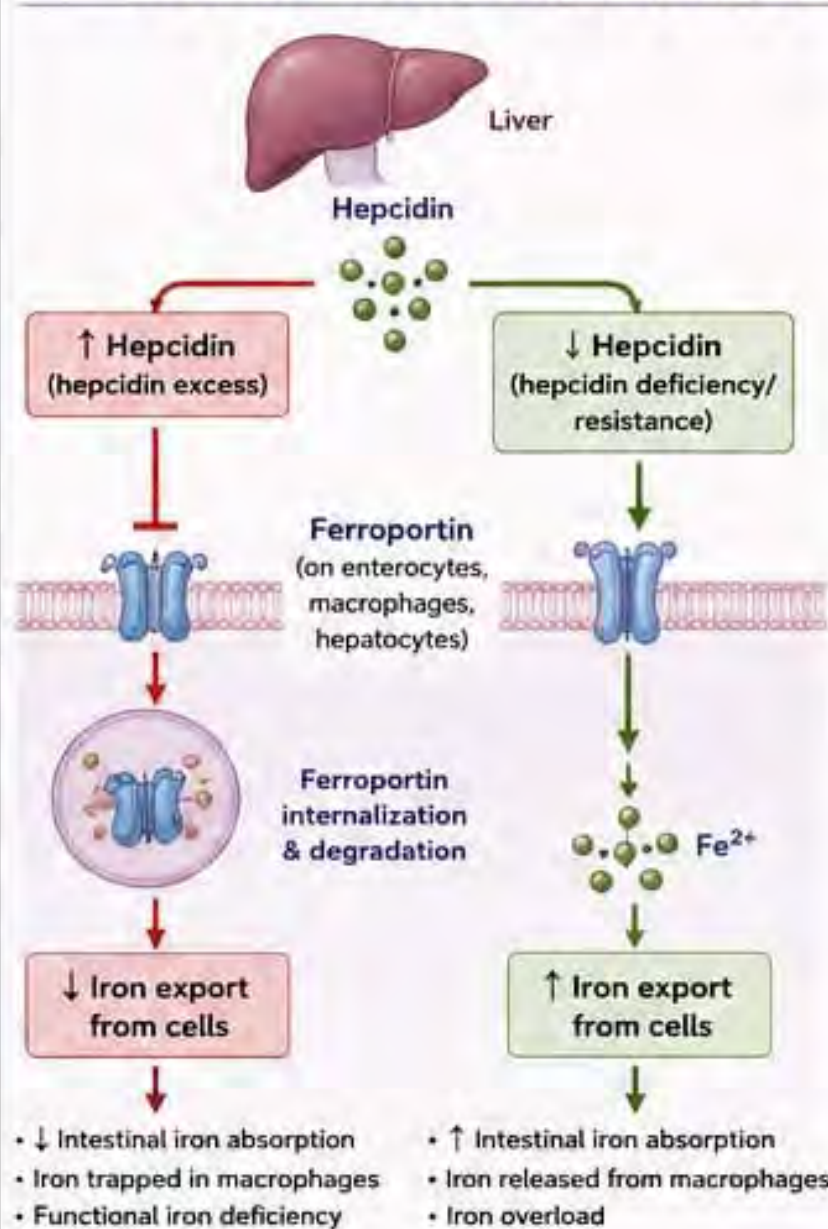 Liver
Hepcidin
↑ Hepcidin
(hepcidin excess)
↓ Hepcidin
(hepcidin deficiency/
resistance)
Ferroportin
(on enterocytes,
macrophages,
hepatocytes)
Ferroportin
internalization
& degradation
Fe²⁺
↓ Iron export
from cells
↑ Iron export
from cells
• ↓ Intestinal iron absorption
• Iron trapped in macrophages
• Functional iron deficiency
• ↑ Intestinal iron absorption
• Iron released from macrophages
• Iron overload